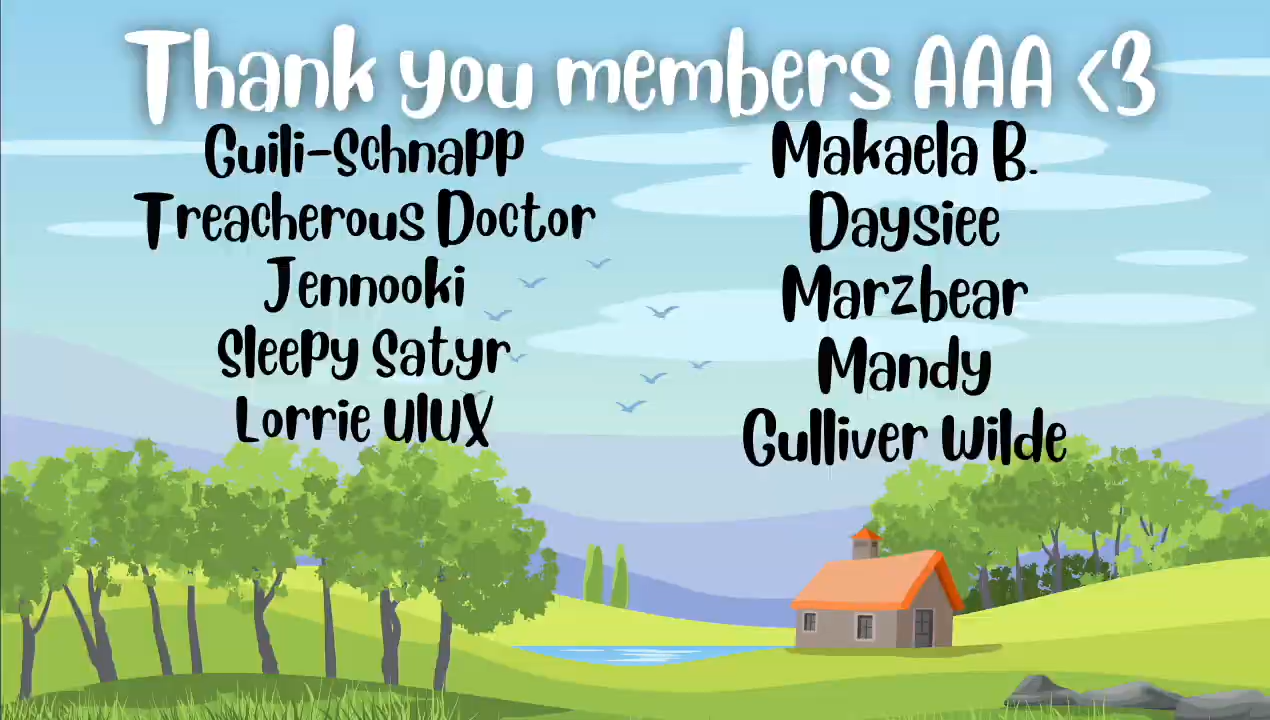 Thank you members AAA <3
Guili-Schnapp
Treacherous Doctor
Jennooki
Sleepy Satyr
Lorrie UlUX
Makaela B.
Daysiee
Marzbear
Mandy
Gulliver Wilde